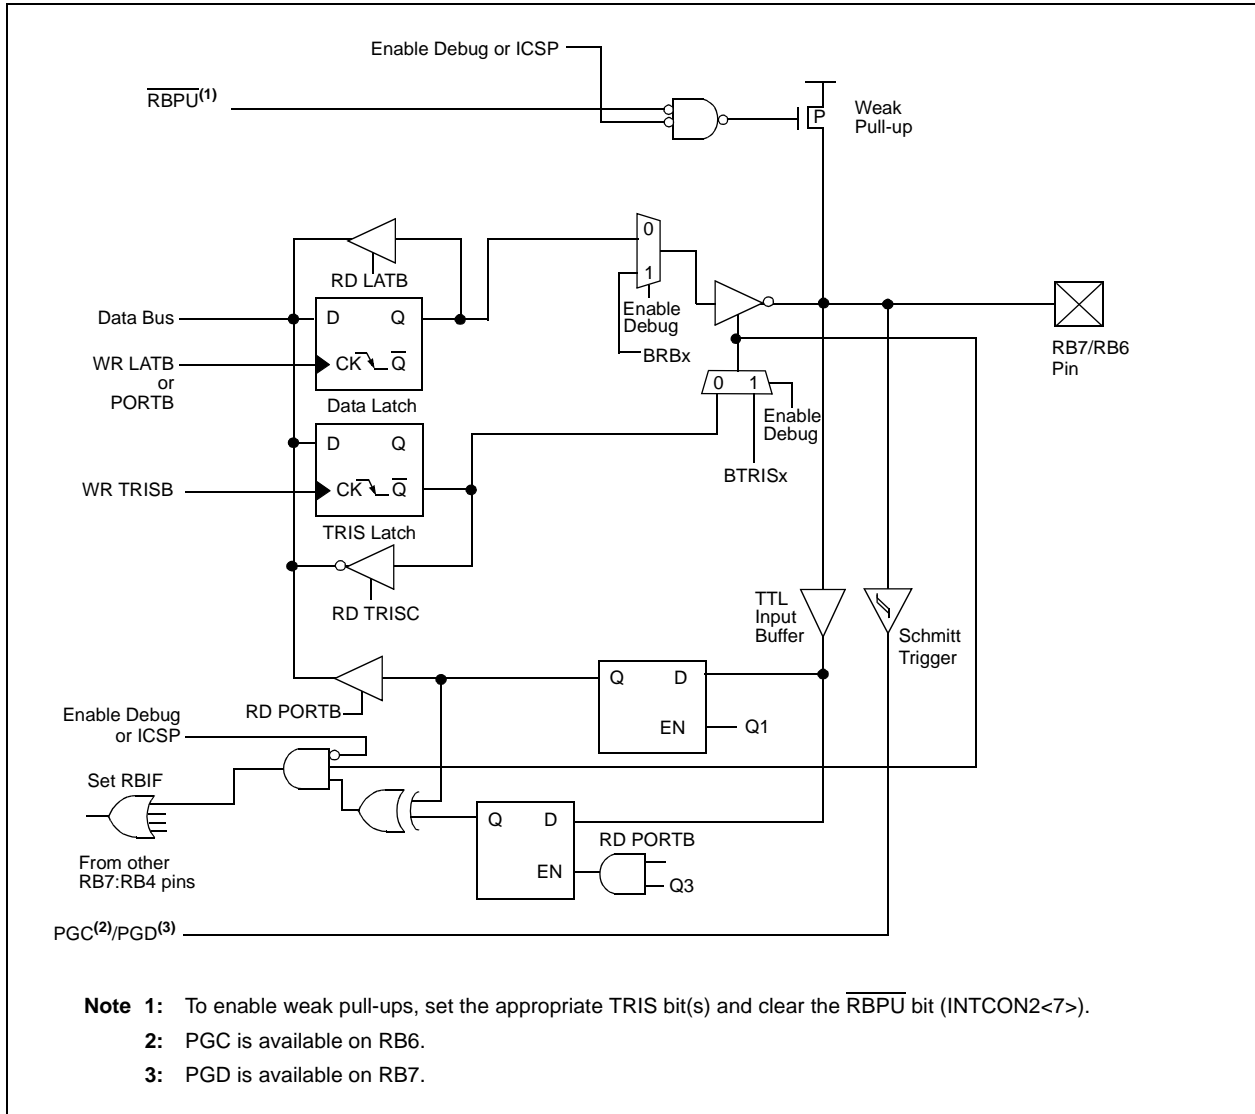 Enable Debug or ICSP
RBPU(1)
P
Weak
Pull-up
0
1
RD LATB
Enable
Debug
BRBx
Data Bus
D Q
WR LATB
or
PORTB
CK Q
Data Latch
RB7/RB6
Pin
0 1
Enable
Debug
BTRISx
D Q
WR TRISB
CK Q
TRIS Latch
RD TRISC
TTL
Input
Buffer
Schmitt
Trigger
Q D
EN
Q1
RD PORTB
Enable Debug
or ICSP
Set RBIF
From other
RB7:RB4 pins
Q D
EN
RD PORTB
Q3
PGC(2)/PGD(3)
Note 1: To enable weak pull-ups, set the appropriate TRIS bit(s) and clear the RBPU bit (INTCON2<7>).
2: PGC is available on RB6.
3: PGD is available on RB7.